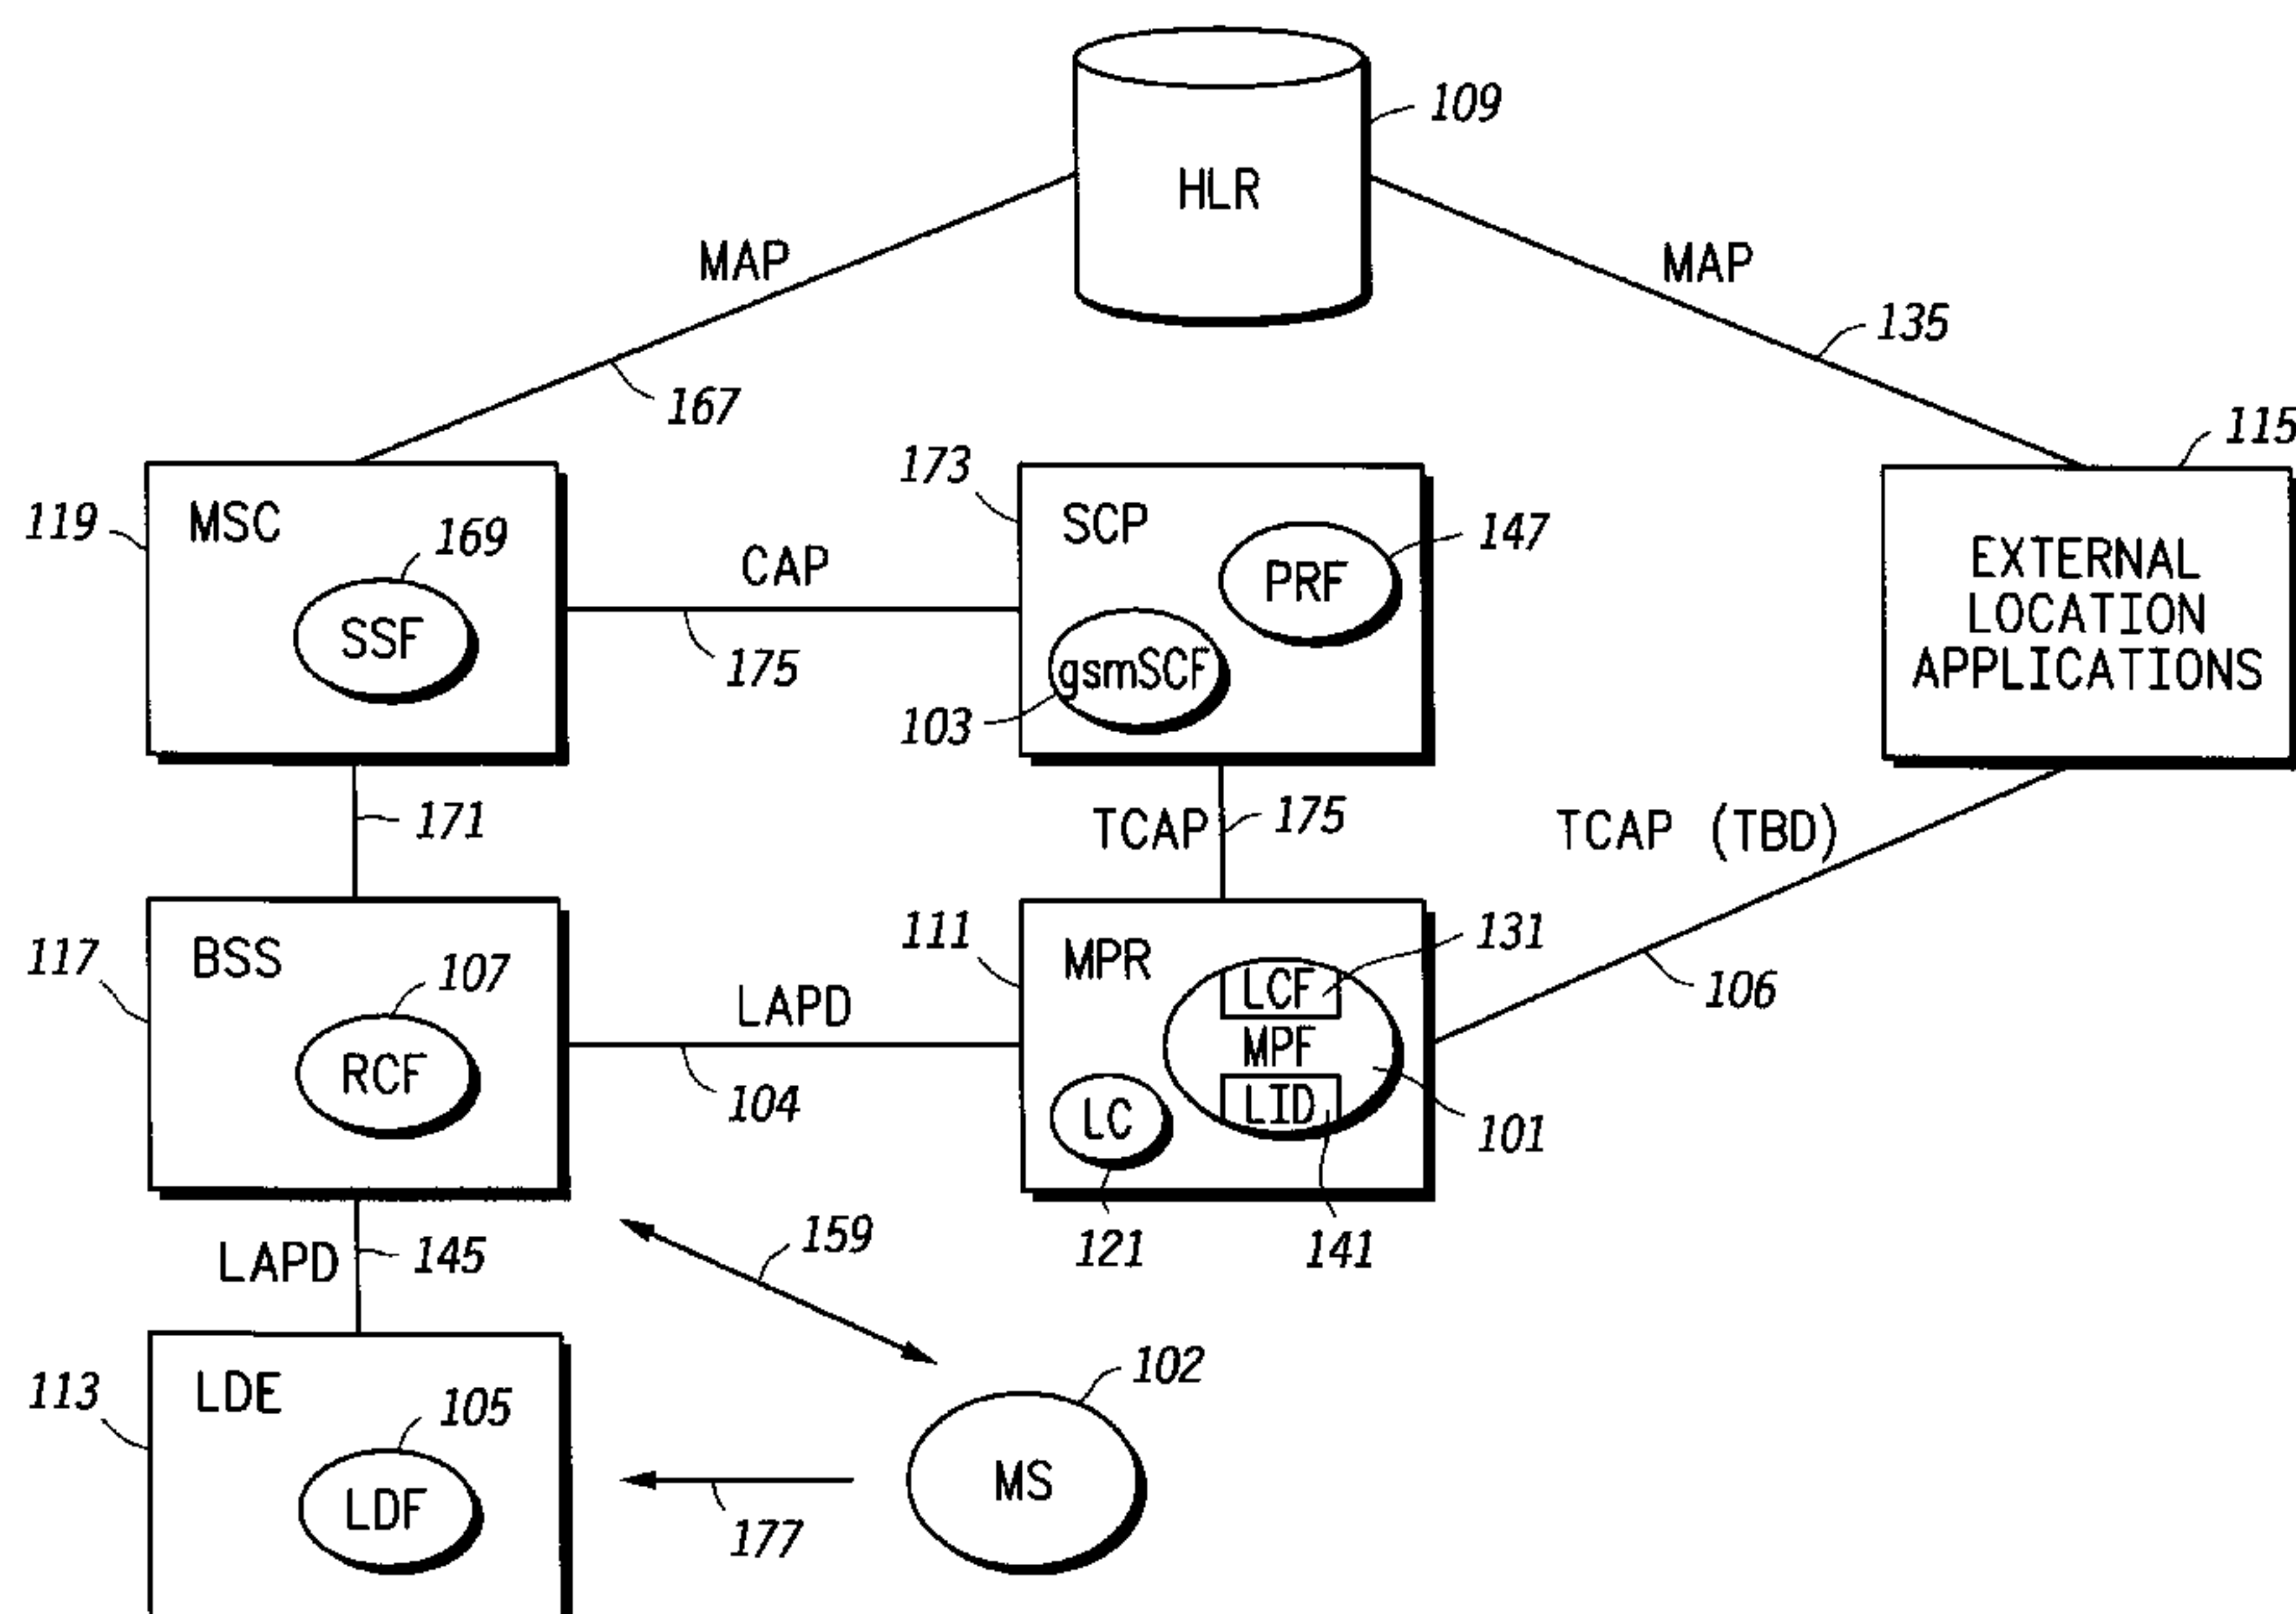 109
HLR
MAP
MAP
135
167
115
173
119
MSC
169
SSF
CAP
175
SCP
PRF
147
gsmSCF
103
EXTERNAL
LOCATION
APPLICATIONS
171
TCAP
175
TCAP (TBD)
106
117
BSS
107
RCF
LAPD
104
111
MPR
LCF
131
MPF
LID
101
LC
121
141
LAPD
145
159
113
LDE
105
LDF
177
102
MS